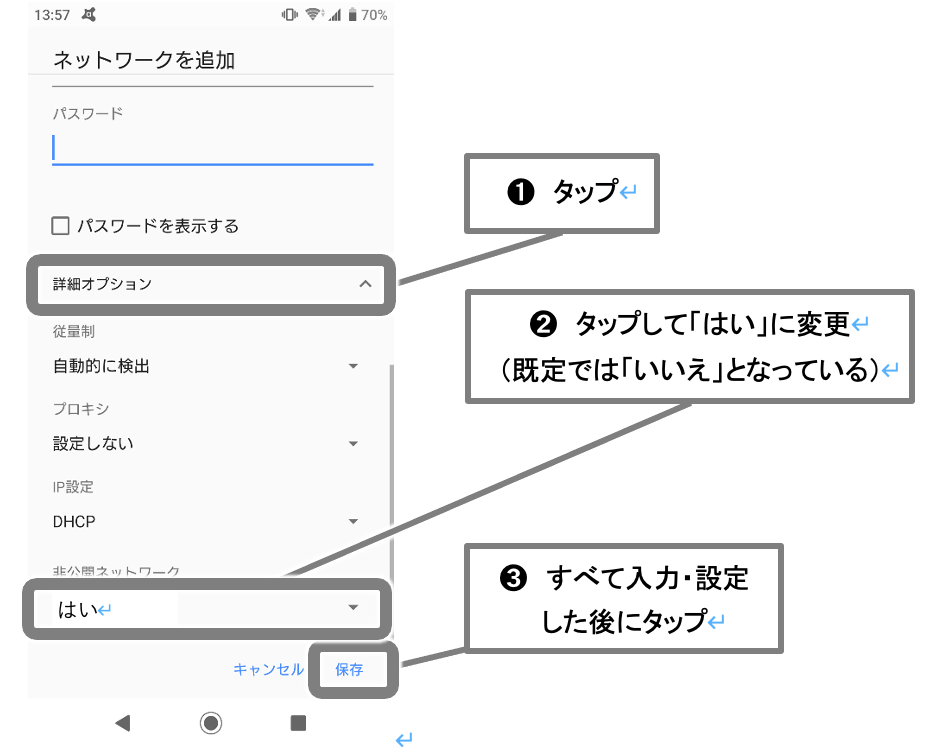 13:57
70%
ネットワークを追加
パスワード
パスワードを表示する
詳細オプション
従量制
自動的に検出
プロキシ
設定しない
IP設定
DHCP
非公開ネットワーク
はい↵
キャンセル
保存
❶ タップ↵
❷ タップして「はい」に変更↵
（既定では「いいえ」となっている）↵
❸ すべて入力・設定
した後にタップ↵
↵